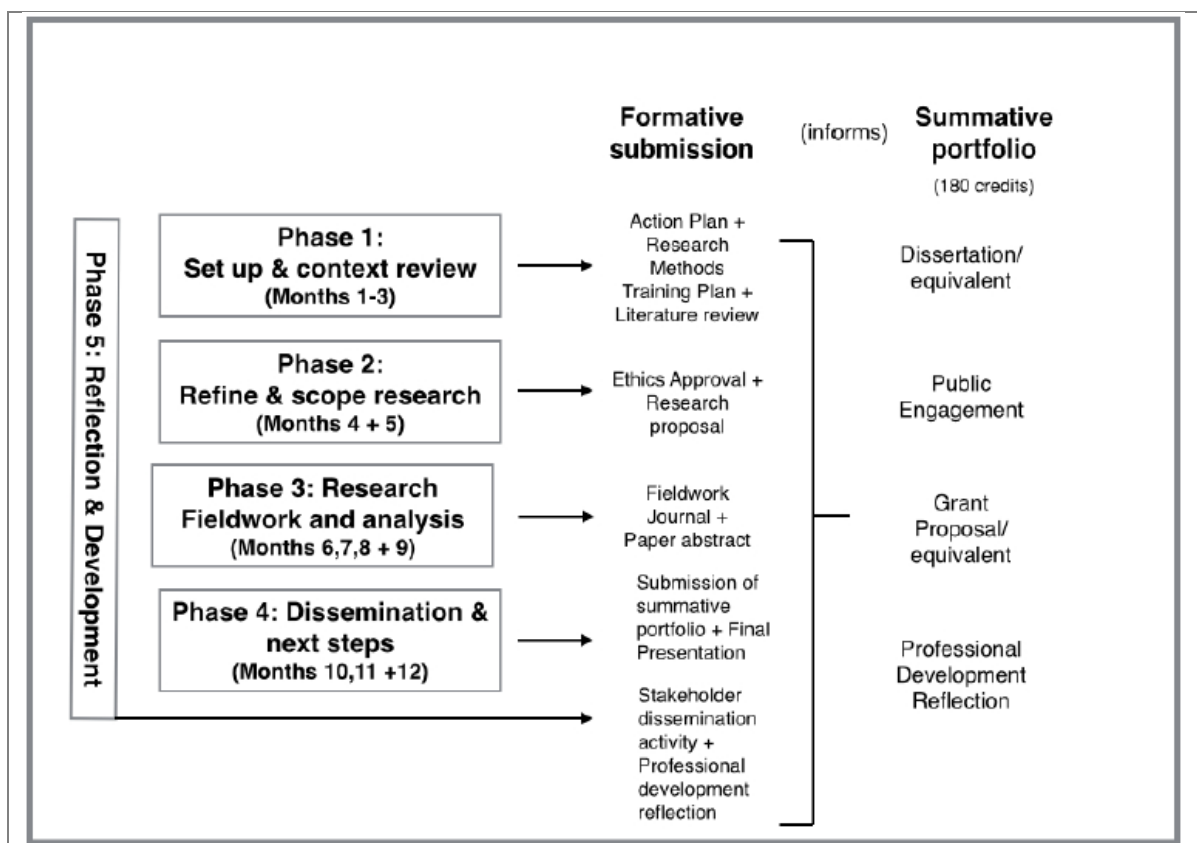 Formative
submission
(informs)
Summative
portfolio
(180 credits)
Phase 5: Reflection & Development
Phase 1:
Set up & context review
(Months 1-3)
Action Plan +
Research
Methods
Training Plan +
Literature review
Dissertation/
equivalent
Phase 2:
Refine & scope research
(Months 4 + 5)
Ethics Approval +
Research
proposal
Public
Engagement
Phase 3: Research
Fieldwork and analysis
(Months 6,7,8 + 9)
Fieldwork
Journal +
Paper abstract
Grant
Proposal/
equivalent
Phase 4: Dissemination &
next steps
(Months 10,11 +12)
Submission of
summative
portfolio + Final
Presentation
Professional
Development
Reflection
Stakeholder
dissemination
activity +
Professional
development
reflection